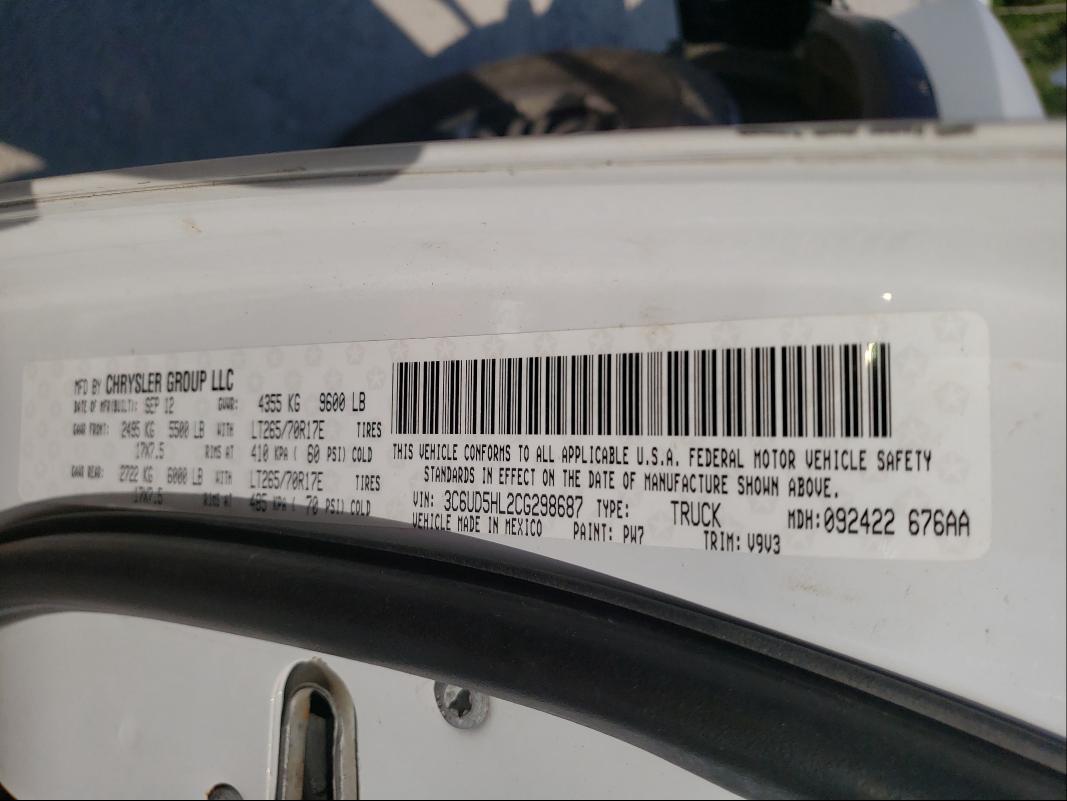 MFD BY CHRYSLER GROUP LLC
DATE OF MFR(BUILT): SEP 12 GVWR: 4355 KG 9600 LB
GAWR FRONT: 2495 KG 5500 LB WITH LT265/70R17E TIRES
17X7.5 RIMS AT 410 KPA ( 60 PSI) COLD
GAWR REAR: 2722 KG 6000 LB WITH LT265/70R17E TIRES
17X7.5 RIMS AT 485 KPA ( 70 PSI) COLD
THIS VEHICLE CONFORMS TO ALL APPLICABLE U.S.A. FEDERAL MOTOR VEHICLE SAFETY
STANDARDS IN EFFECT ON THE DATE OF MANUFACTURE SHOWN ABOVE.
VIN: 3C6UD5HL2CG298687 TYPE: TRUCK MDH:092422 676AA
VEHICLE MADE IN MEXICO PAINT: PW7 TRIM: V9V3